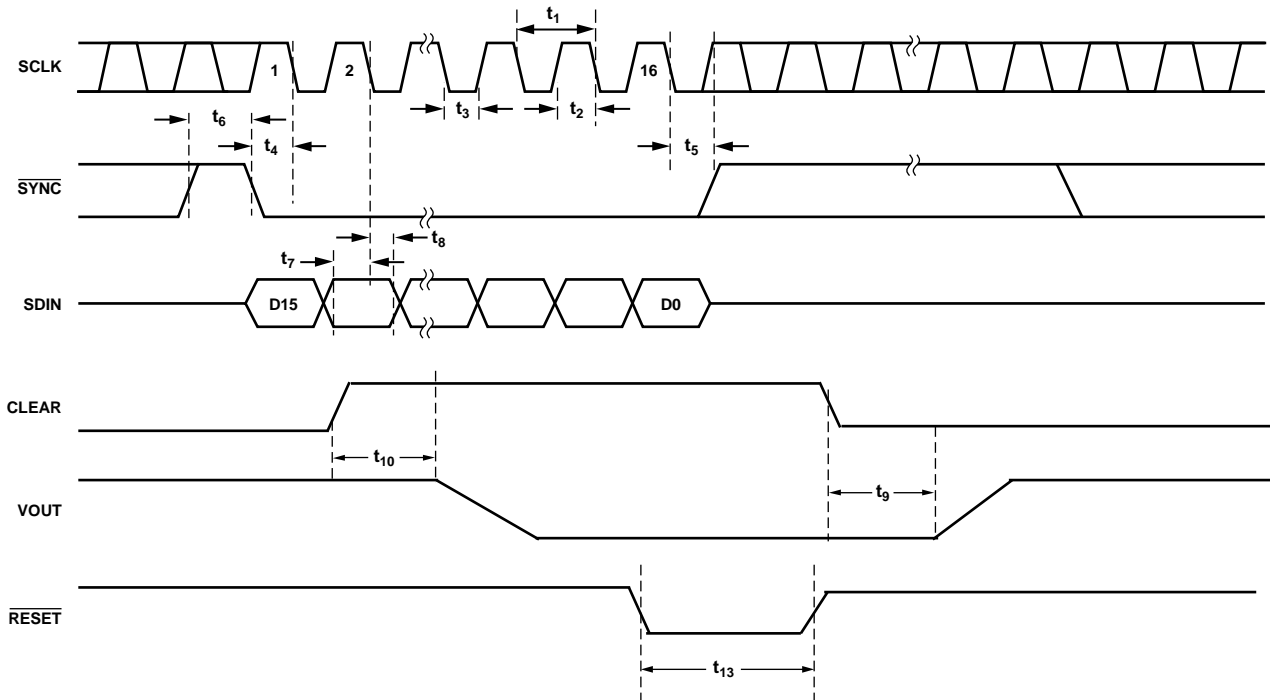 t1
SCLK
1
2
16
t3
t2
t6
t4
t5
SYNC
t8
t7
SDIN
D15
D0
CLEAR
t10
t9
VOUT
RESET
t13